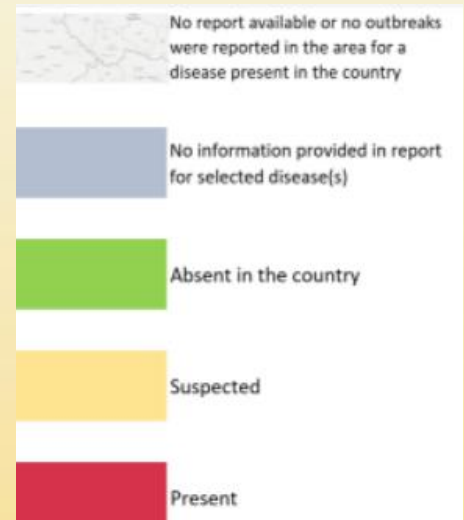 No report available or no outbreaks
were reported in the area for a
disease present in the country
No information provided in report
for selected disease(s)
Absent in the country
Suspected
Present